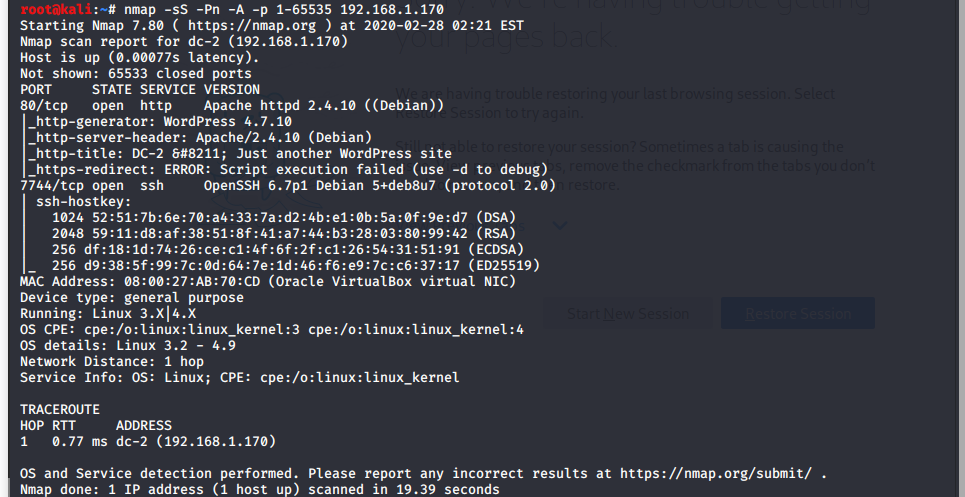 root@kali:~# nmap -sS -Pn -A -p 1-65535 192.168.1.170
Starting Nmap 7.80 ( https://nmap.org ) at 2020-02-28 02:21 EST
Nmap scan report for dc-2 (192.168.1.170)
Host is up (0.00077s latency).
Not shown: 65533 closed ports
PORT     STATE SERVICE VERSION
80/tcp   open  http    Apache httpd 2.4.10 ((Debian))
|_http-generator: WordPress 4.7.10
|_http-server-header: Apache/2.4.10 (Debian)
|_http-title: DC-2 &#8211; Just another WordPress site
|_https-redirect: ERROR: Script execution failed (use -d to debug)
7744/tcp open  ssh     OpenSSH 6.7p1 Debian 5+deb8u7 (protocol 2.0)
| ssh-hostkey:
|   1024 52:51:7b:6e:70:a4:33:7a:d2:4b:e1:0b:5a:0f:9e:d7 (DSA)
|   2048 59:11:d8:af:38:51:8f:41:a7:44:b3:28:03:80:99:42 (RSA)
|   256 df:18:1d:74:26:ce:c1:4f:6f:2f:c1:26:54:31:51:91 (ECDSA)
|_  256 d9:38:5f:99:7c:0d:64:7e:1d:46:f6:e9:7c:c6:37:17 (ED25519)
MAC Address: 08:00:27:AB:70:CD (Oracle VirtualBox virtual NIC)
Device type: general purpose
Running: Linux 3.X|4.X
OS CPE: cpe:/o:linux:linux_kernel:3 cpe:/o:linux:linux_kernel:4
OS details: Linux 3.2 - 4.9
Network Distance: 1 hop
Service Info: OS: Linux; CPE: cpe:/o:linux:linux_kernel
TRACEROUTE
HOP RTT     ADDRESS
1   0.77 ms dc-2 (192.168.1.170)
OS and Service detection performed. Please report any incorrect results at https://nmap.org/submit/ .
Nmap done: 1 IP address (1 host up) scanned in 19.39 seconds
having trouble getting
your pages back.
We are having trouble restoring your last browsing session. Select
Restore Session to try again.
able to restore your session? Sometimes a tab is causing the
remove the checkmark from the tabs you don't
restore.
Start New Session
Restore Session